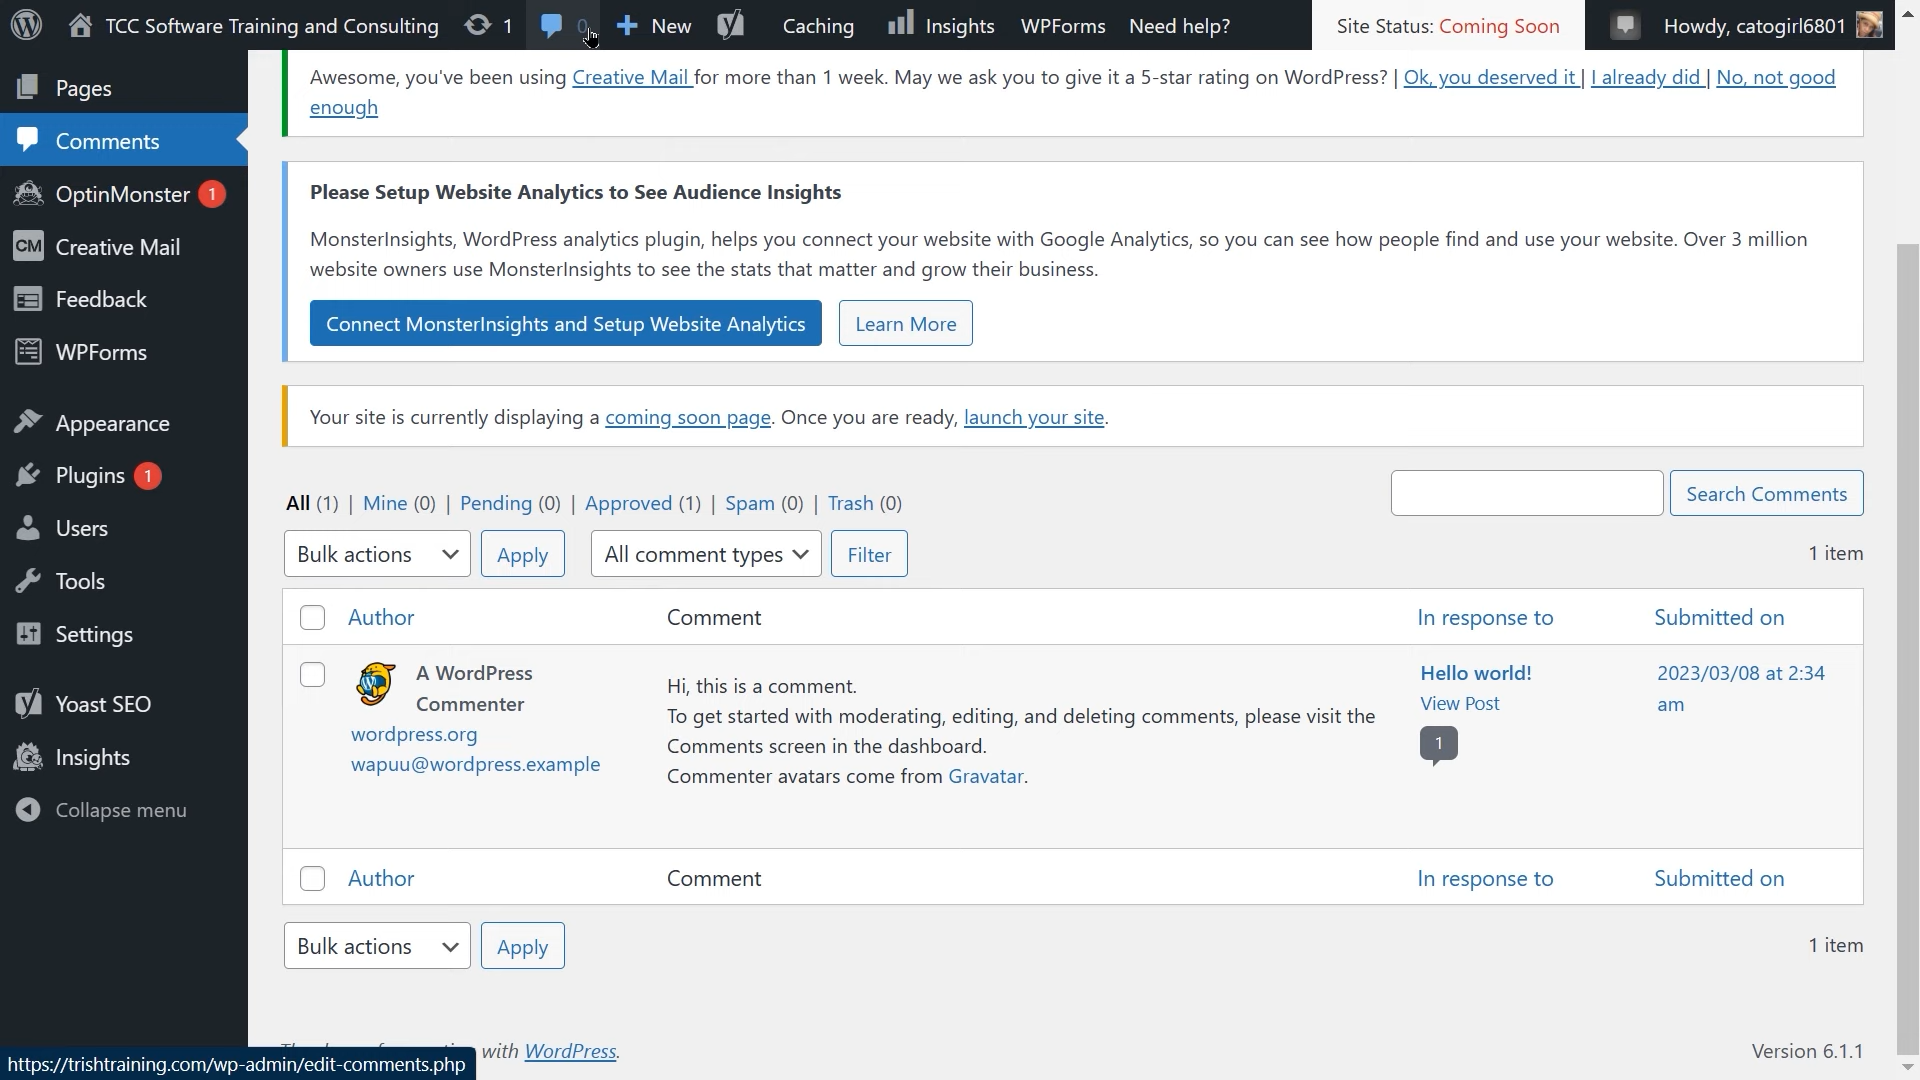 TCC Software Training and Consulting 1 0 New Caching Insights WPForms Need help? Site Status: Coming Soon Howdy, catogirl6801
Pages
Comments
OptinMonster 1
CM Creative Mail
Feedback
WPForms
Appearance
Plugins 1
Users
Tools
Settings
Yoast SEO
Insights
Collapse menu
Awesome, you've been using Creative Mail for more than 1 week. May we ask you to give it a 5-star rating on WordPress? | Ok, you deserved it | I already did | No, not good
enough
Please Setup Website Analytics to See Audience Insights
MonsterInsights, WordPress analytics plugin, helps you connect your website with Google Analytics, so you can see how people find and use your website. Over 3 million
website owners use MonsterInsights to see the stats that matter and grow their business.
Connect MonsterInsights and Setup Website Analytics Learn More
Your site is currently displaying a coming soon page. Once you are ready, launch your site.
All (1) | Mine (0) | Pending (0) | Approved (1) | Spam (0) | Trash (0) Search Comments
Bulk actions Apply All comment types Filter 1 item
Author Comment In response to Submitted on
A WordPress
Commenter
wordpress.org
wapuu@wordpress.example
Hi, this is a comment.
To get started with moderating, editing, and deleting comments, please visit the
Comments screen in the dashboard.
Commenter avatars come from Gravatar.
Hello world!
View Post
1
2023/03/08 at 2:34
am
Author Comment In response to Submitted on
Bulk actions Apply 1 item
with WordPress. Version 6.1.1
https://trishtraining.com/wp-admin/edit-comments.php